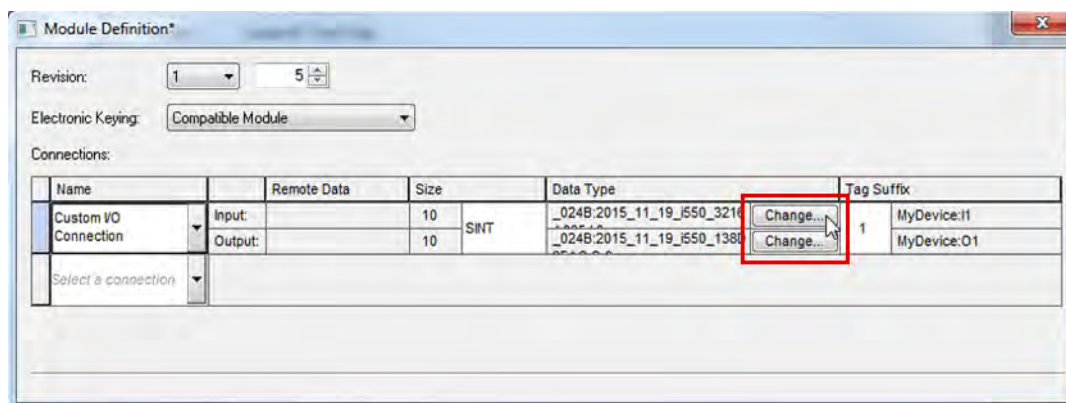 Module Definition*
Revision: 1 5
Electronic Keying: Compatible Module
Connections:
Name Remote Data Size Data Type Tag Suffix
Custom I/O Connection Input: 10 SINT _024B:2015_11_19_i550_3216 Change... 1 MyDevice:I1
Output: 10 _024B:2015_11_19_i550_138D Change... MyDevice:O1
Select a connection